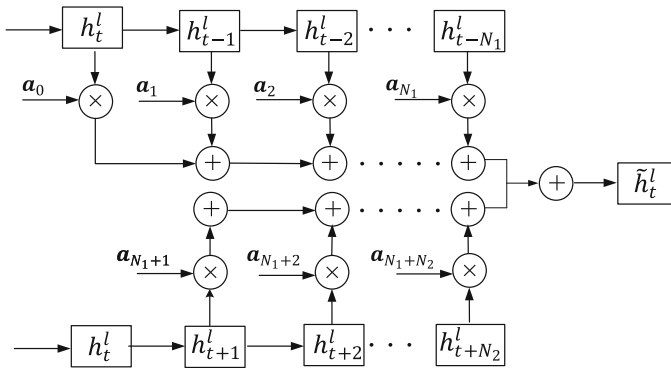 h_t^l h_{t-1}^l h_{t-2}^l · · · h_{t-N_1}^l
a_0 × a_1 × a_2 × a_{N_1} ×
+ + · · · · · +
+ h̃_t^l
+ + · · · · · +
a_{N_1+1} × a_{N_1+2} × a_{N_1+N_2} ×
h_t^l h_{t+1}^l h_{t+2}^l · · · h_{t+N_2}^l